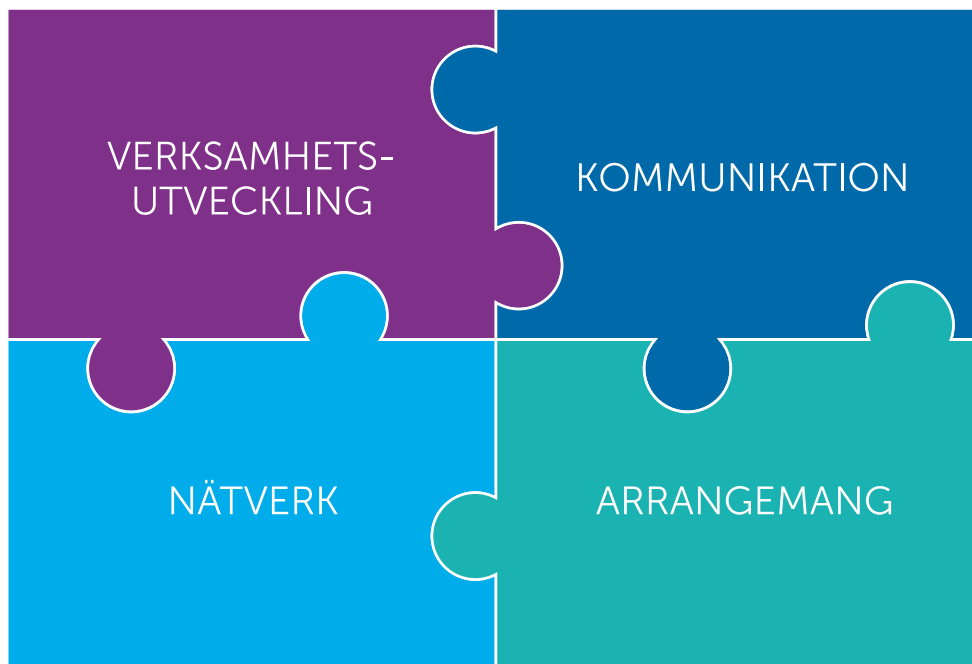 VERKSAMHETS-
UTVECKLING
KOMMUNIKATION
NÄTVERK
ARRANGEMANG